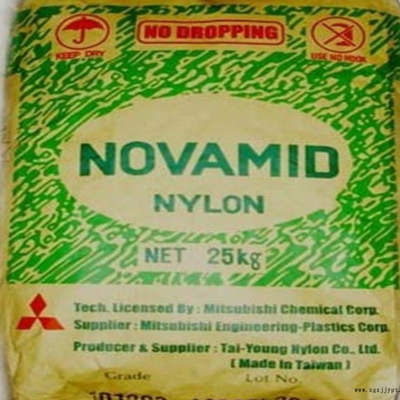 NO DROPPING
KEEP DRY
USE NO HOOK
NOVAMID
NYLON
NET 25kg
Tech. Licensed By : Mitsubishi Chemical Corp.
Supplier : Mitsubishi Engineering-Plastics Corp.
Producer & Supplier : Tai-Young Nylon Co., Ltd.
( Made In Taiwan )
Grade Lot No.